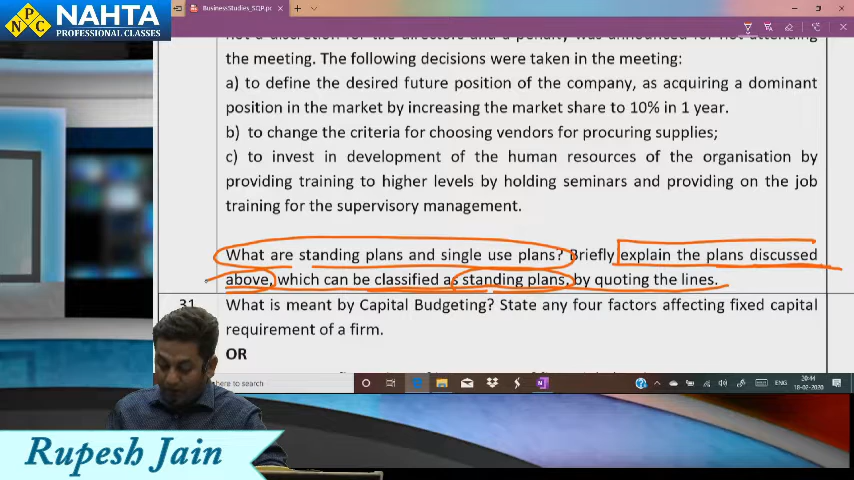 NPC
NAHTA
PROFESSIONAL CLASSES
BusinessStudies_SQP.pc
not a discretion for the directors and a penalty was announced for not attending
the meeting. The following decisions were taken in the meeting:
a) to define the desired future position of the company, as acquiring a dominant
position in the market by increasing the market share to 10% in 1 year.
b) to change the criteria for choosing vendors for procuring supplies;
c) to invest in development of the human resources of the organisation by
providing training to higher levels by holding seminars and providing on the job
training for the supervisory management.
What are standing plans and single use plans? Briefly explain the plans discussed
above, which can be classified as standing plans, by quoting the lines.
31 What is meant by Capital Budgeting? State any four factors affecting fixed capital
requirement of a firm.
OR
here to search
ENG
20:44
18-02-2020
Rupesh Jain